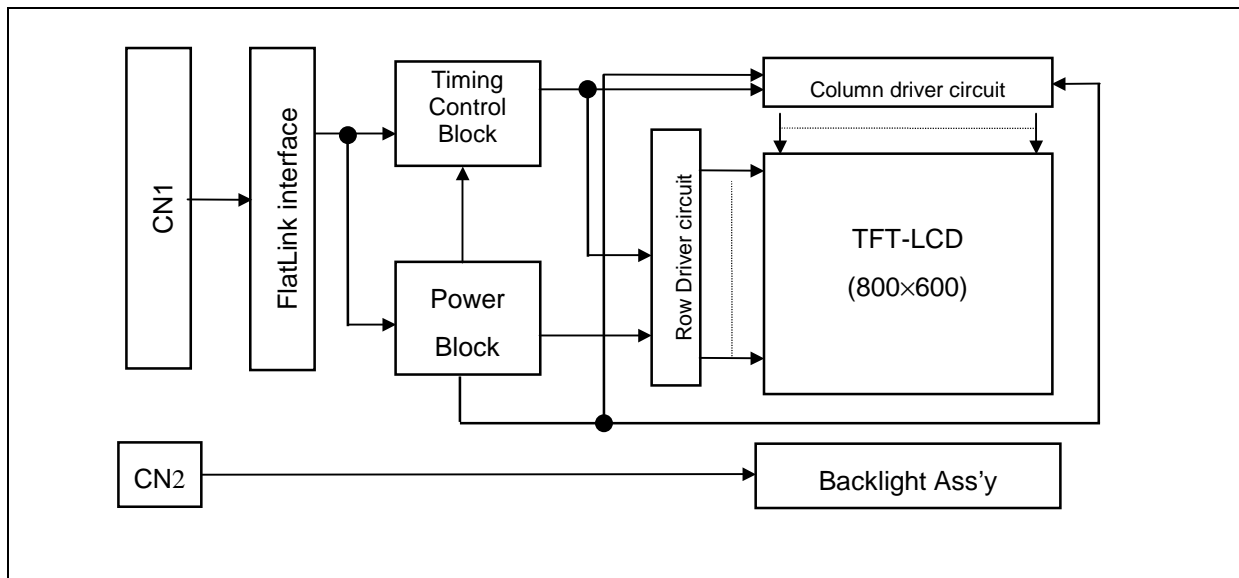 CN1
FlatLink interface
Timing
Control
Block
Power
Block
Row Driver circuit
Column driver circuit
TFT-LCD
(800×600)
CN2
Backlight Ass’y